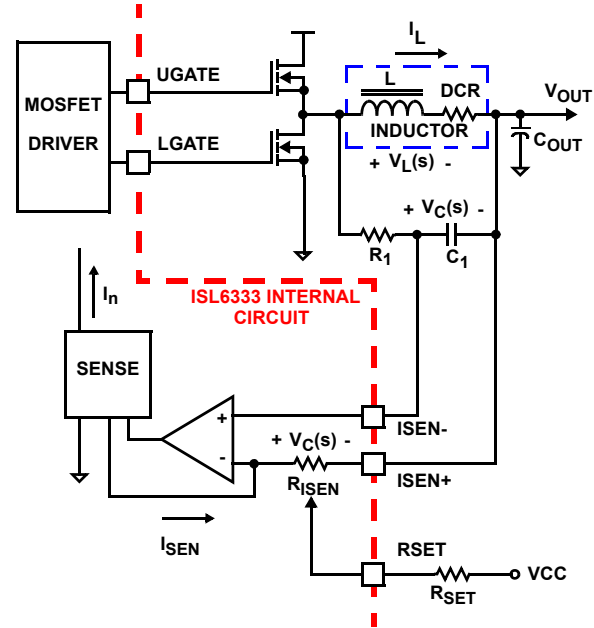 MOSFET
DRIVER
UGATE
LGATE
I_L
L
DCR
INDUCTOR
+ V_L(s) -
V_OUT
C_OUT
+ V_C(s) -
R_1
C_1
ISL6333 INTERNAL
CIRCUIT
I_n
SENSE
+
-
+ V_C(s) -
R_ISEN
I_SEN
ISEN-
ISEN+
RSET
R_SET
VCC